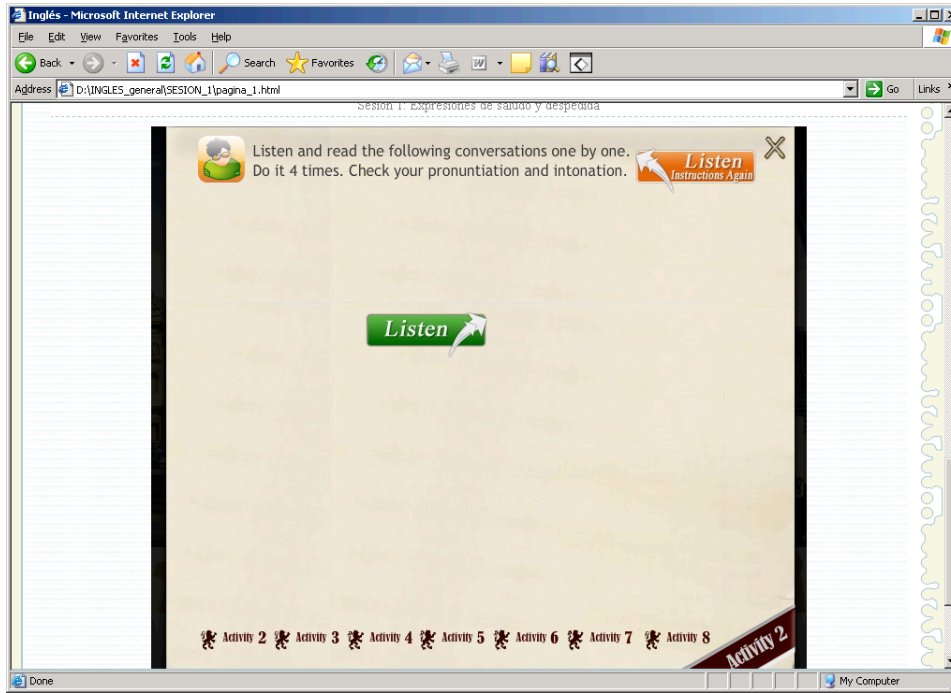 Inglés - Microsoft Internet Explorer
File Edit View Favorites Tools Help
Back Search Favorites
Address D:\INGLES_general\SESION_1\pagina_1.html Go Links
Sesión 1: Expresiones de saludo y despedida
Listen and read the following conversations one by one.
Do it 4 times. Check your pronuntiation and intonation.
Listen
Instructions Again
Listen
Activity 2 Activity 3 Activity 4 Activity 5 Activity 6 Activity 7 Activity 8
Activity 2
Done My Computer